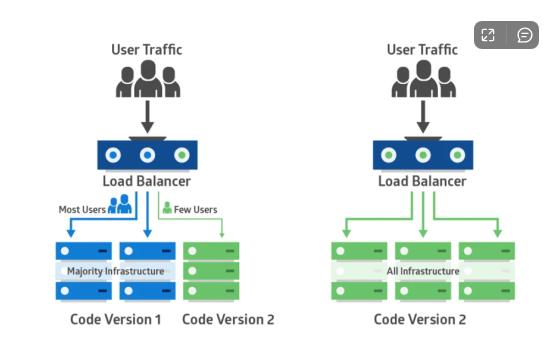 User Traffic
Load Balancer
Most Users
Few Users
Majority Infrastructure
Code Version 1
Code Version 2
User Traffic
Load Balancer
All Infrastructure
Code Version 2